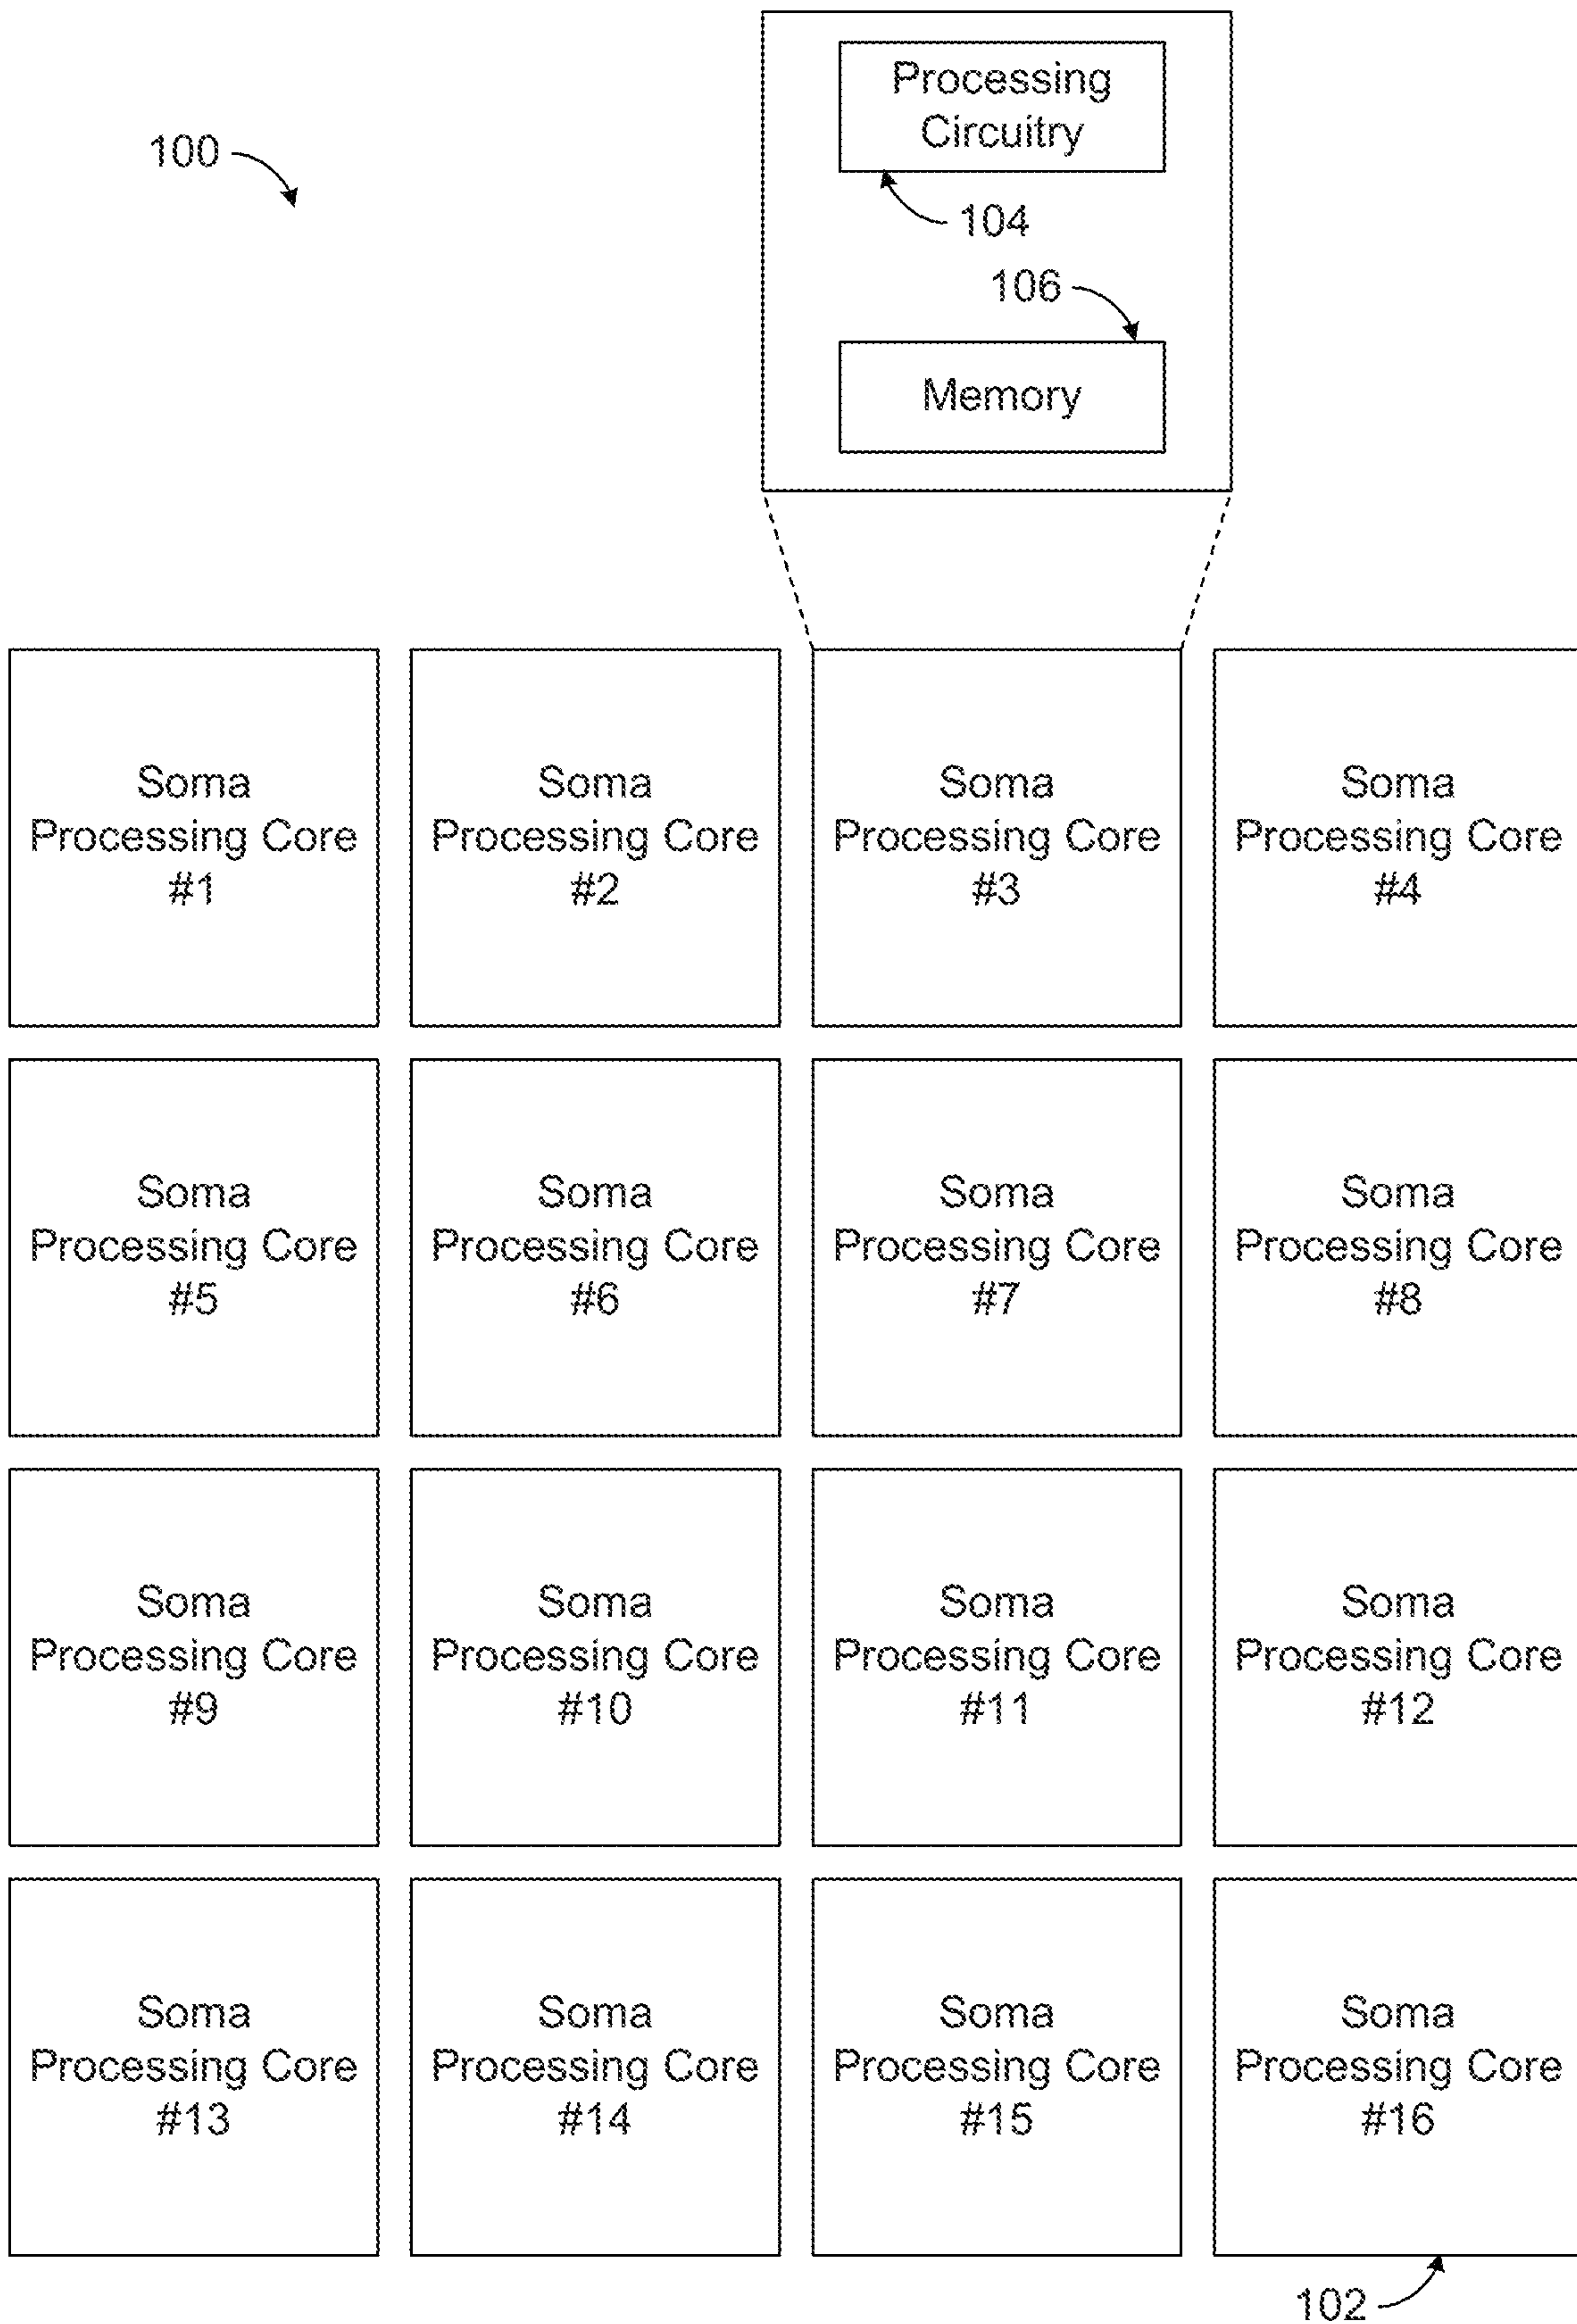 Processing
Circuitry
100
104
106
Memory
Soma
Processing Core
#1
Soma
Processing Core
#2
Soma
Processing Core
#3
Soma
Processing Core
#4
Soma
Processing Core
#5
Soma
Processing Core
#6
Soma
Processing Core
#7
Soma
Processing Core
#8
Soma
Processing Core
#9
Soma
Processing Core
#10
Soma
Processing Core
#11
Soma
Processing Core
#12
Soma
Processing Core
#13
Soma
Processing Core
#14
Soma
Processing Core
#15
Soma
Processing Core
#16
102